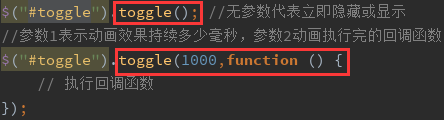 $("#toggle").toggle(); //无参数代表立即隐藏或显示
//参数1表示动画效果持续多少毫秒，参数2动画执行完的回调函数
$("#toggle").toggle(1000,function () {
// 执行回调函数
});